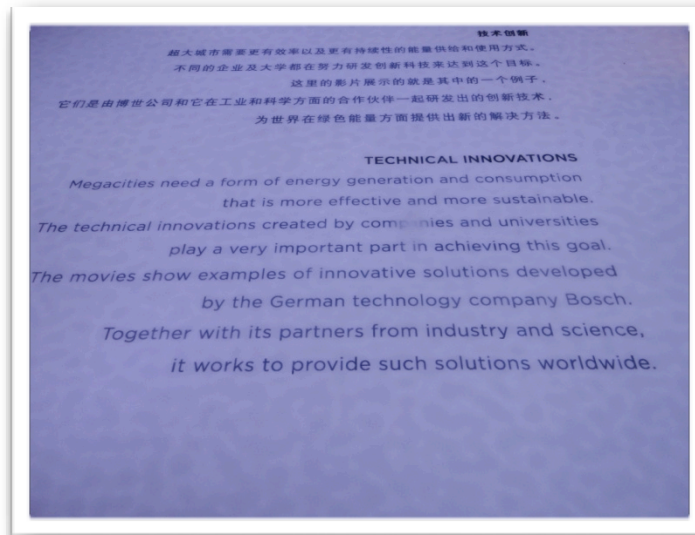 技术创新
超大城市需要更有效率以及更有持续性的能量供给和使用方式。
不同的企业及大学都在努力研发创新科技来达到这个目标。
这里的影片展示的就是其中的一个例子。
它们是由博世公司和它在工业和科学方面的合作伙伴一起研发出的创新技术，
为世界在绿色能量方面提供出新的解决方法。
TECHNICAL INNOVATIONS
Megacities need a form of energy generation and consumption
that is more effective and more sustainable.
The technical innovations created by companies and universities
play a very important part in achieving this goal.
The movies show examples of innovative solutions developed
by the German technology company Bosch.
Together with its partners from industry and science,
it works to provide such solutions worldwide.